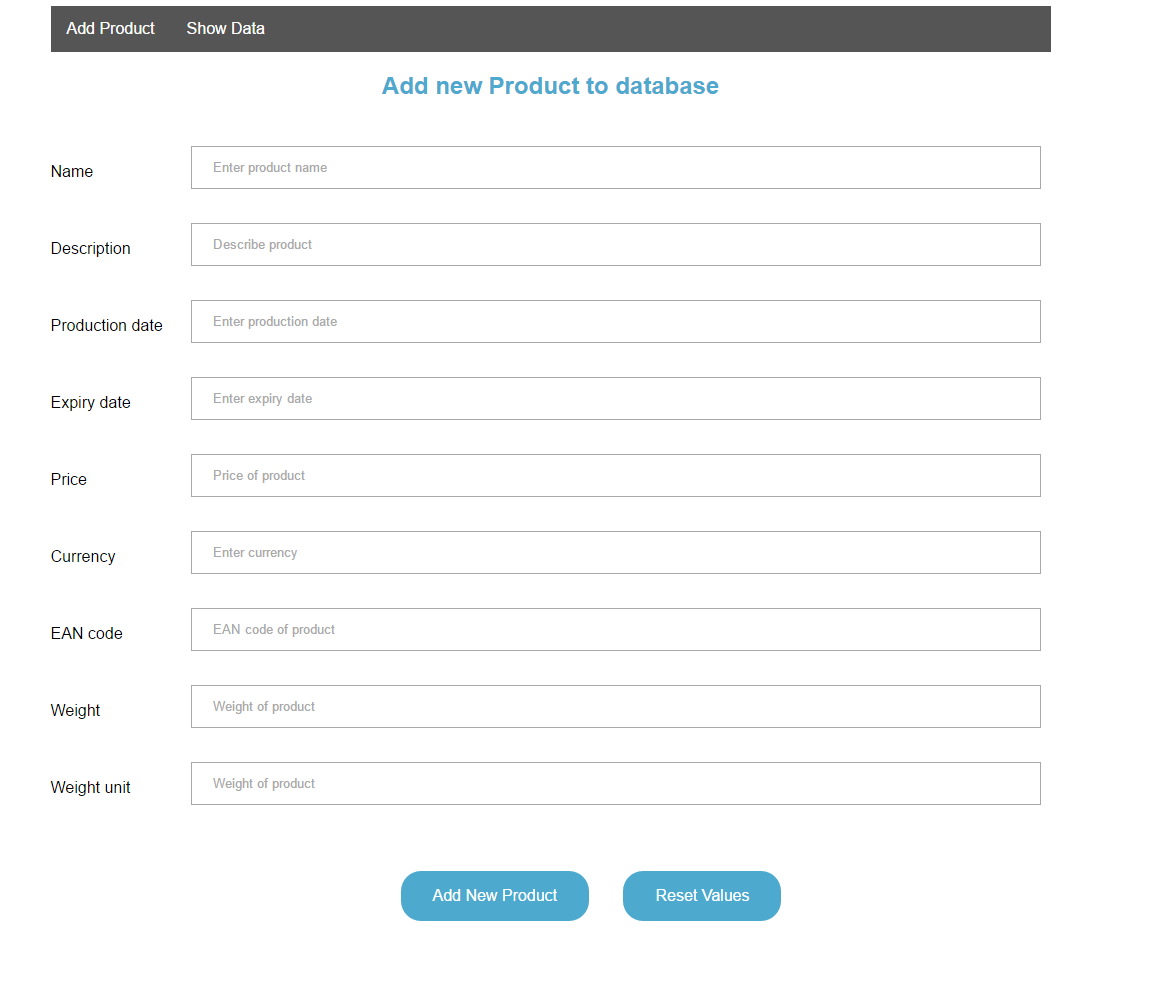 Add Product Show Data
Add new Product to database
Name Enter product name
Description Describe product
Production date Enter production date
Expiry date Enter expiry date
Price Price of product
Currency Enter currency
EAN code EAN code of product
Weight Weight of product
Weight unit Weight of product
Add New Product Reset Values